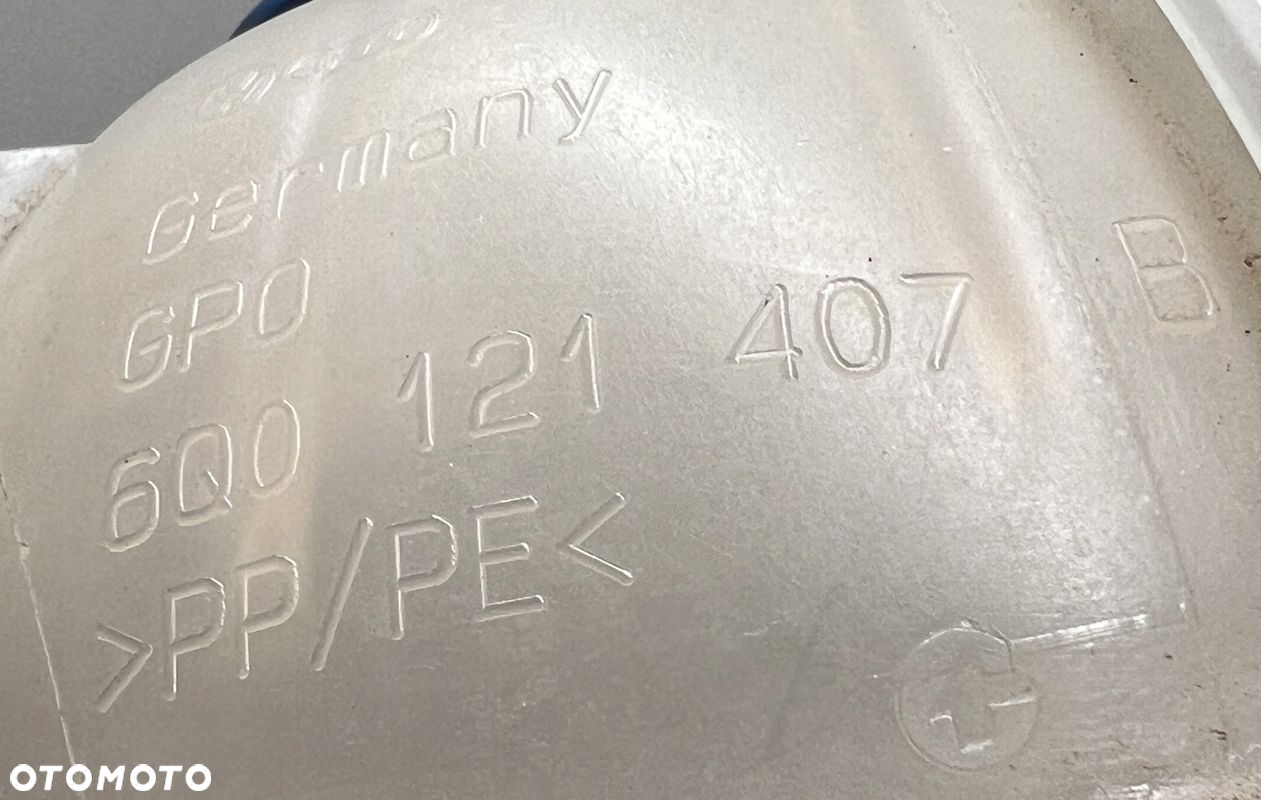 Germany
GPO
6Q0 121 407 B
>PP/PE<
OTOMOTO